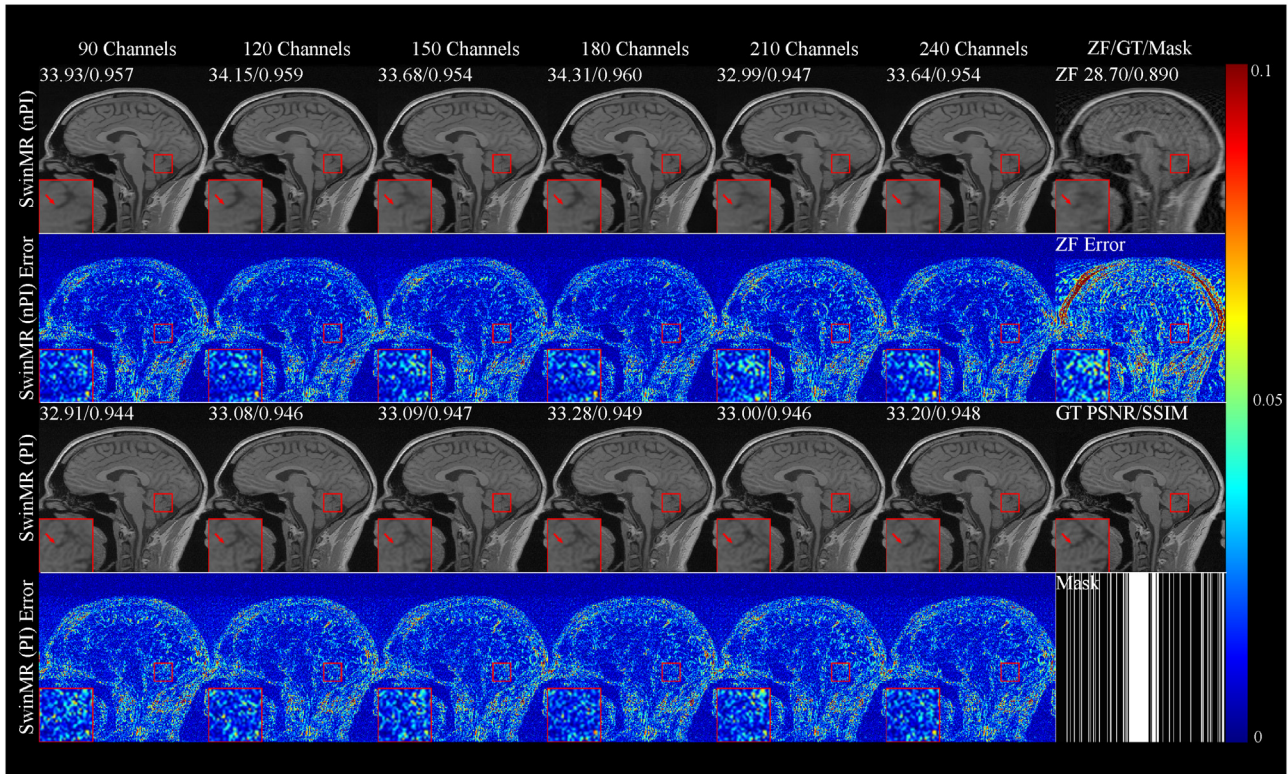 90 Channels 120 Channels 150 Channels 180 Channels 210 Channels 240 Channels ZF/GT/Mask
33.93/0.957 34.15/0.959 33.68/0.954 34.31/0.960 32.99/0.947 33.64/0.954 ZF 28.70/0.890
0.1
SwinMR (nPI)
ZF Error
SwinMR (nPI) Error
0.05
32.91/0.944 33.08/0.946 33.09/0.947 33.28/0.949 33.00/0.946 33.20/0.948 GT PSNR/SSIM
SwinMR (PI)
Mask
SwinMR (PI) Error
0